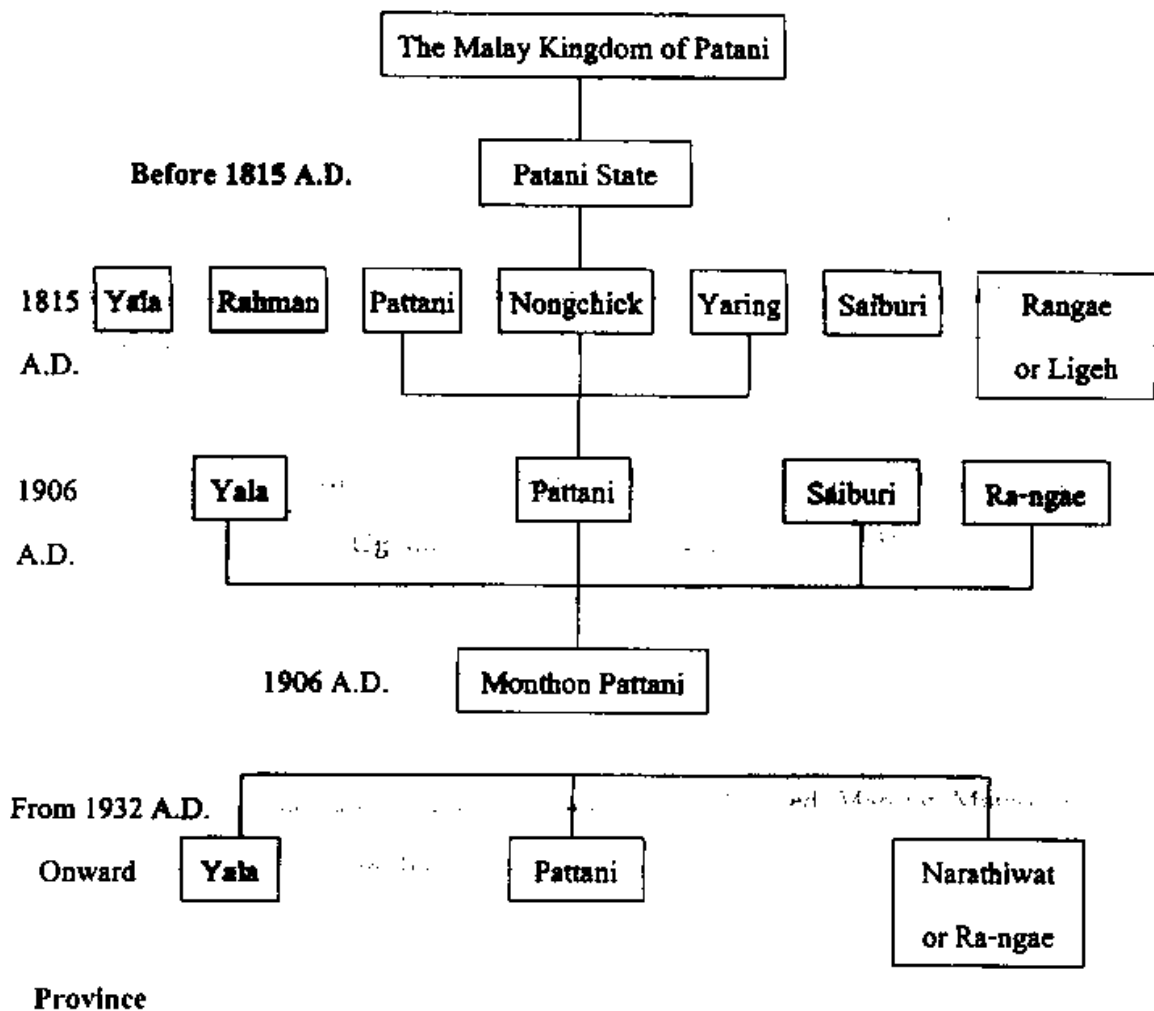 The Malay Kingdom of Patani
Before 1815 A.D.
Patani State
1815 Yala Rahman Pattani Nongchick Yaring Saiburi Rangae
A.D. or Ligeh
1906 Yala Pattani Saiburi Ra-ngae
A.D.
1906 A.D. Monthon Pattani
From 1932 A.D.
Onward Yala Pattani Narathiwat
or Ra-ngae
Province